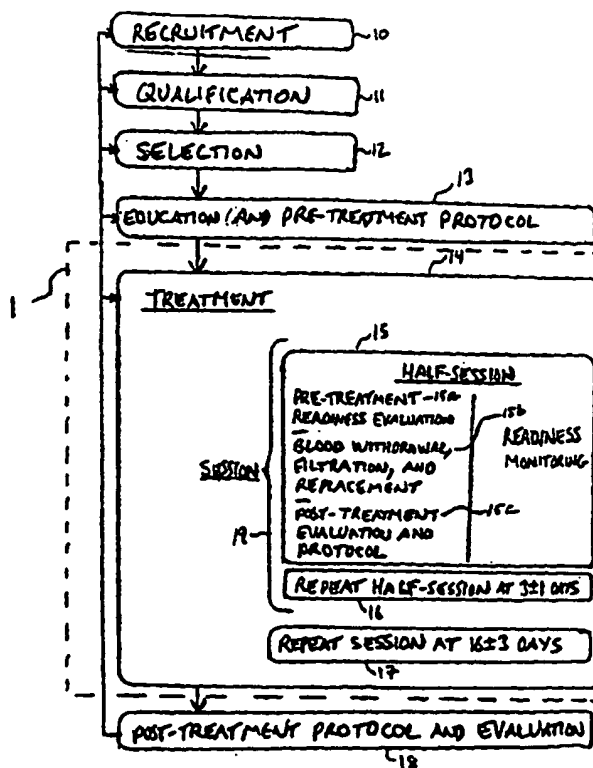 RECRUITMENT 10
QUALIFICATION 11
SELECTION 12
13
EDUCATION/AND PRE-TREATMENT PROTOCOL
14
1
TREATMENT
15
HALF-SESSION
PRE-TREATMENT 15a
READINESS EVALUATION
15b
BLOOD WITHDRAWAL,
FILTRATION, AND
REPLACEMENT
READINESS
MONITORING
SESSION
POST-TREATMENT 15c
EVALUATION AND
PROTOCOL
19
REPEAT HALF-SESSION AT 3±1 DAYS
16
REPEAT SESSION AT 16±3 DAYS
17
POST-TREATMENT PROTOCOL AND EVALUATION
18